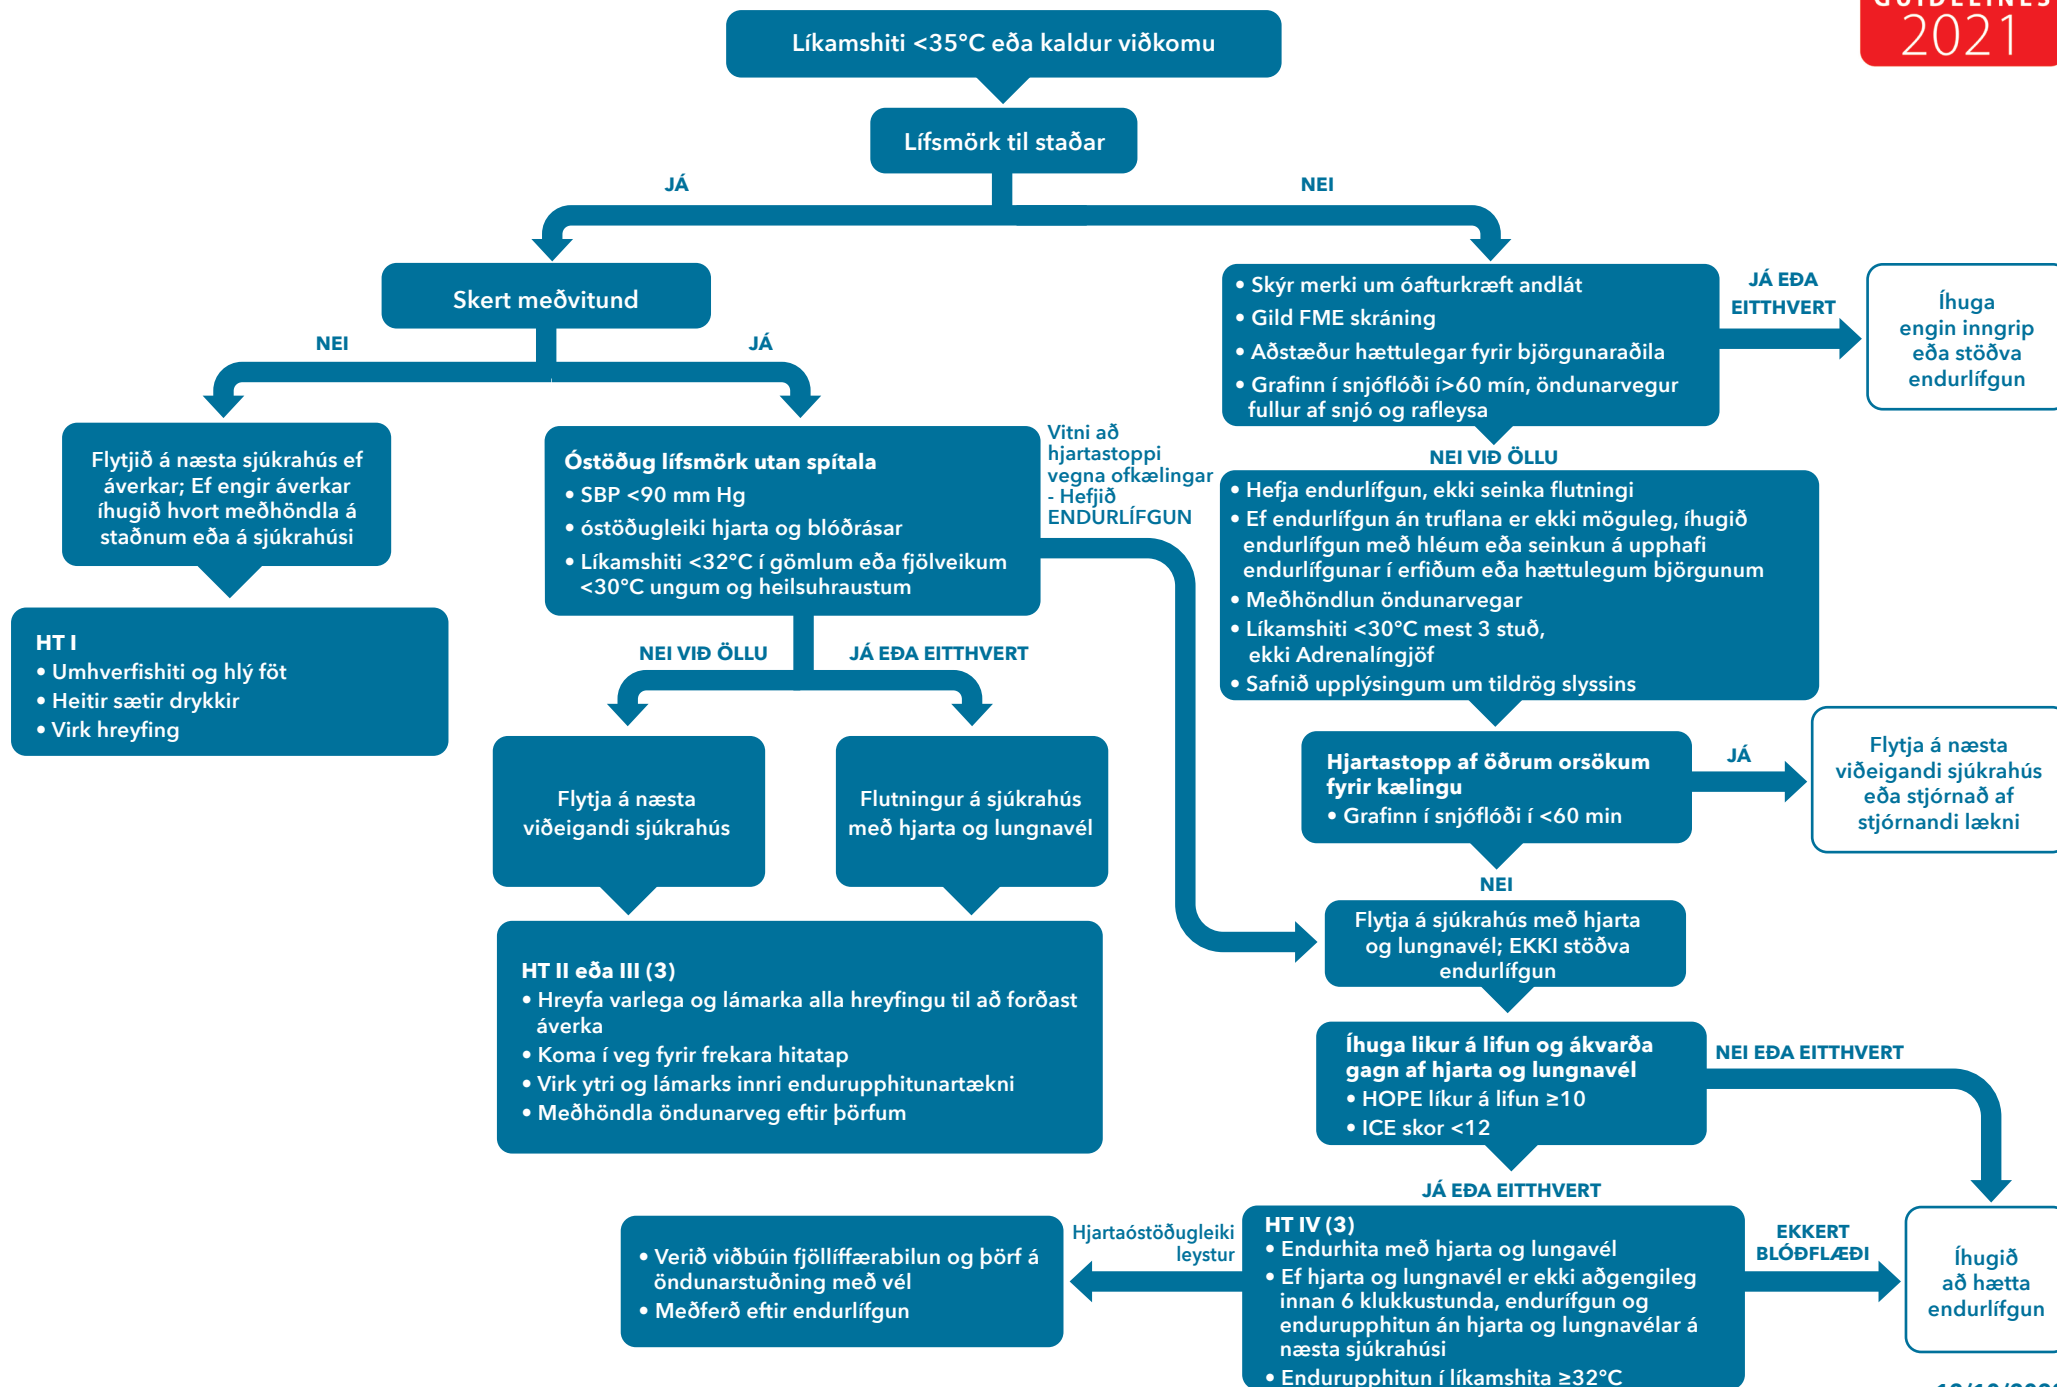 GUIDELINES
2021
Líkamshiti <35°C eða kaldur viðkomu
Lífsmörk til staðar
JÁ
NEI
Skert meðvitund
NEI
JÁ
• Skýr merki um óafturkræft andlát
• Gild FME skráning
• Aðstæður hættulegar fyrir björgunaraðila
• Grafinn í snjóflóði í>60 mín, öndunarvegur
fullur af snjó og rafleysa
JÁ EÐA
EITTHVERT
Íhuga
engin inngrip
eða stöðva
endurlífgun
Flytjið á næsta sjúkrahús ef
áverkar; Ef engir áverkar
íhugið hvort meðhöndla á
staðnum eða á sjúkrahúsi
Óstöðug lífsmörk utan spítala
• SBP <90 mm Hg
• óstöðugleiki hjarta og blóðrásar
• Líkamshiti <32°C í gömlum eða fjölveikum
<30°C ungum og heilsuhraustum
Vitni að
hjartastoppi
vegna ofkælingar
- Hefjið
ENDURLÍFGUN
NEI VIÐ ÖLLU
• Hefja endurlífgun, ekki seinka flutningi
• Ef endurlífgun án truflana er ekki möguleg, íhugið
endurlífgun með hléum eða seinkun á upphafi
endurlífgunar í erfiðum eða hættulegum björgunum
• Meðhöndlun öndunarvegar
• Líkamshiti <30°C mest 3 stuð,
ekki Adrenalíngjöf
• Safnið upplýsingum um tildrög slyssins
HT I
• Umhverfishiti og hlý föt
• Heitir sætir drykkir
• Virk hreyfing
NEI VIÐ ÖLLU
JÁ EÐA EITTHVERT
Flytja á næsta
viðeigandi sjúkrahús
Flutningur á sjúkrahús
með hjarta og lungnavél
Hjartastopp af öðrum orsökum
fyrir kælingu
• Grafinn í snjóflóði í <60 min
JÁ
Flytja á næsta
viðeigandi sjúkrahús
eða stjórnað af
stjórnandi lækni
NEI
Flytja á sjúkrahús með hjarta
og lungnavél; EKKI stöðva
endurlífgun
HT II eða III (3)
• Hreyfa varlega og lámarka alla hreyfingu til að forðast
áverka
• Koma í veg fyrir frekara hitatap
• Virk ytri og lámarks innri endurupphitunartækni
• Meðhöndla öndunarveg eftir þörfum
Íhuga likur á lifun og ákvarða
gagn af hjarta og lungnavél
• HOPE líkur á lifun ≥10
• ICE skor <12
NEI EÐA EITTHVERT
JÁ EÐA EITTHVERT
• Verið viðbúin fjöllíffærabilun og þörf á
öndunarstuðning með vél
• Meðferð eftir endurlífgun
Hjartaóstöðugleiki
leystur
HT IV (3)
• Endurhita með hjarta og lungavél
• Ef hjarta og lungnavél er ekki aðgengileg
innan 6 klukkustunda, endurífgun og
endurupphitun án hjarta og lungnavélar á
næsta sjúkrahúsi
• Endurupphitun í líkamshita ≥32°C
EKKERT
BLÓÐFLÆÐI
Íhugið
að hætta
endurlífgun